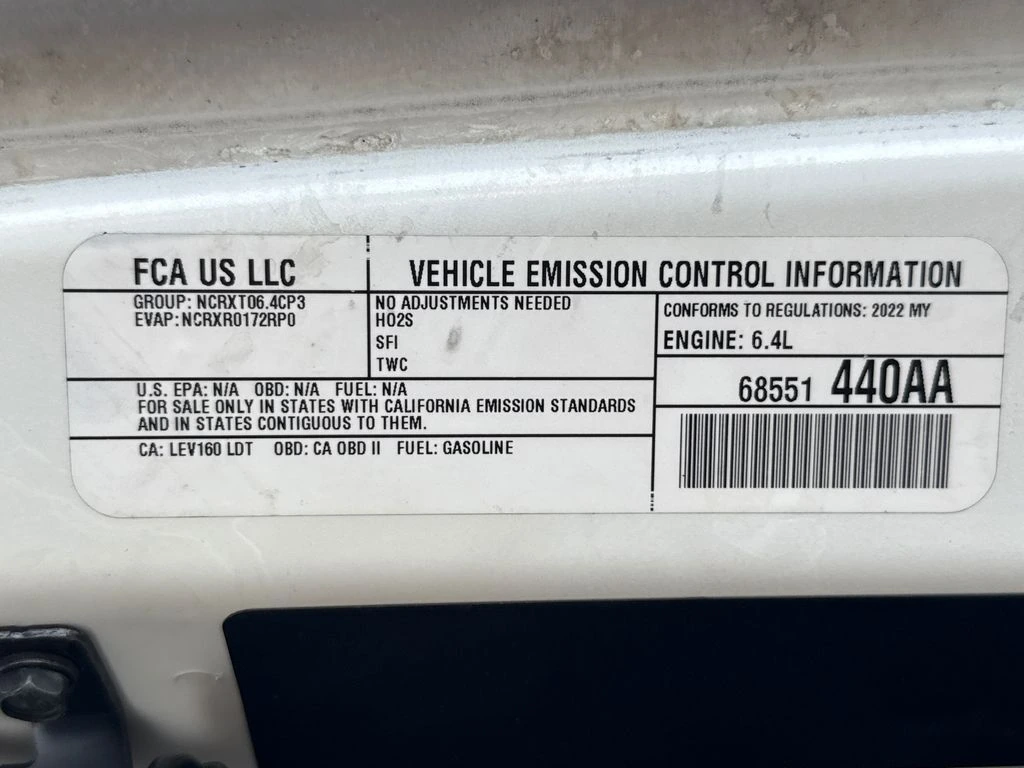 FCA US LLC
VEHICLE EMISSION CONTROL INFORMATION
GROUP: NCRXT06.4CP3
EVAP: NCRXR0172RP0
NO ADJUSTMENTS NEEDED
HO2S
SFI
TWC
CONFORMS TO REGULATIONS: 2022 MY
ENGINE: 6.4L
68551 440AA
U.S. EPA: N/A OBD: N/A FUEL: N/A
FOR SALE ONLY IN STATES WITH CALIFORNIA EMISSION STANDARDS
AND IN STATES CONTIGUOUS TO THEM.
CA: LEV160 LDT OBD: CA OBD II FUEL: GASOLINE